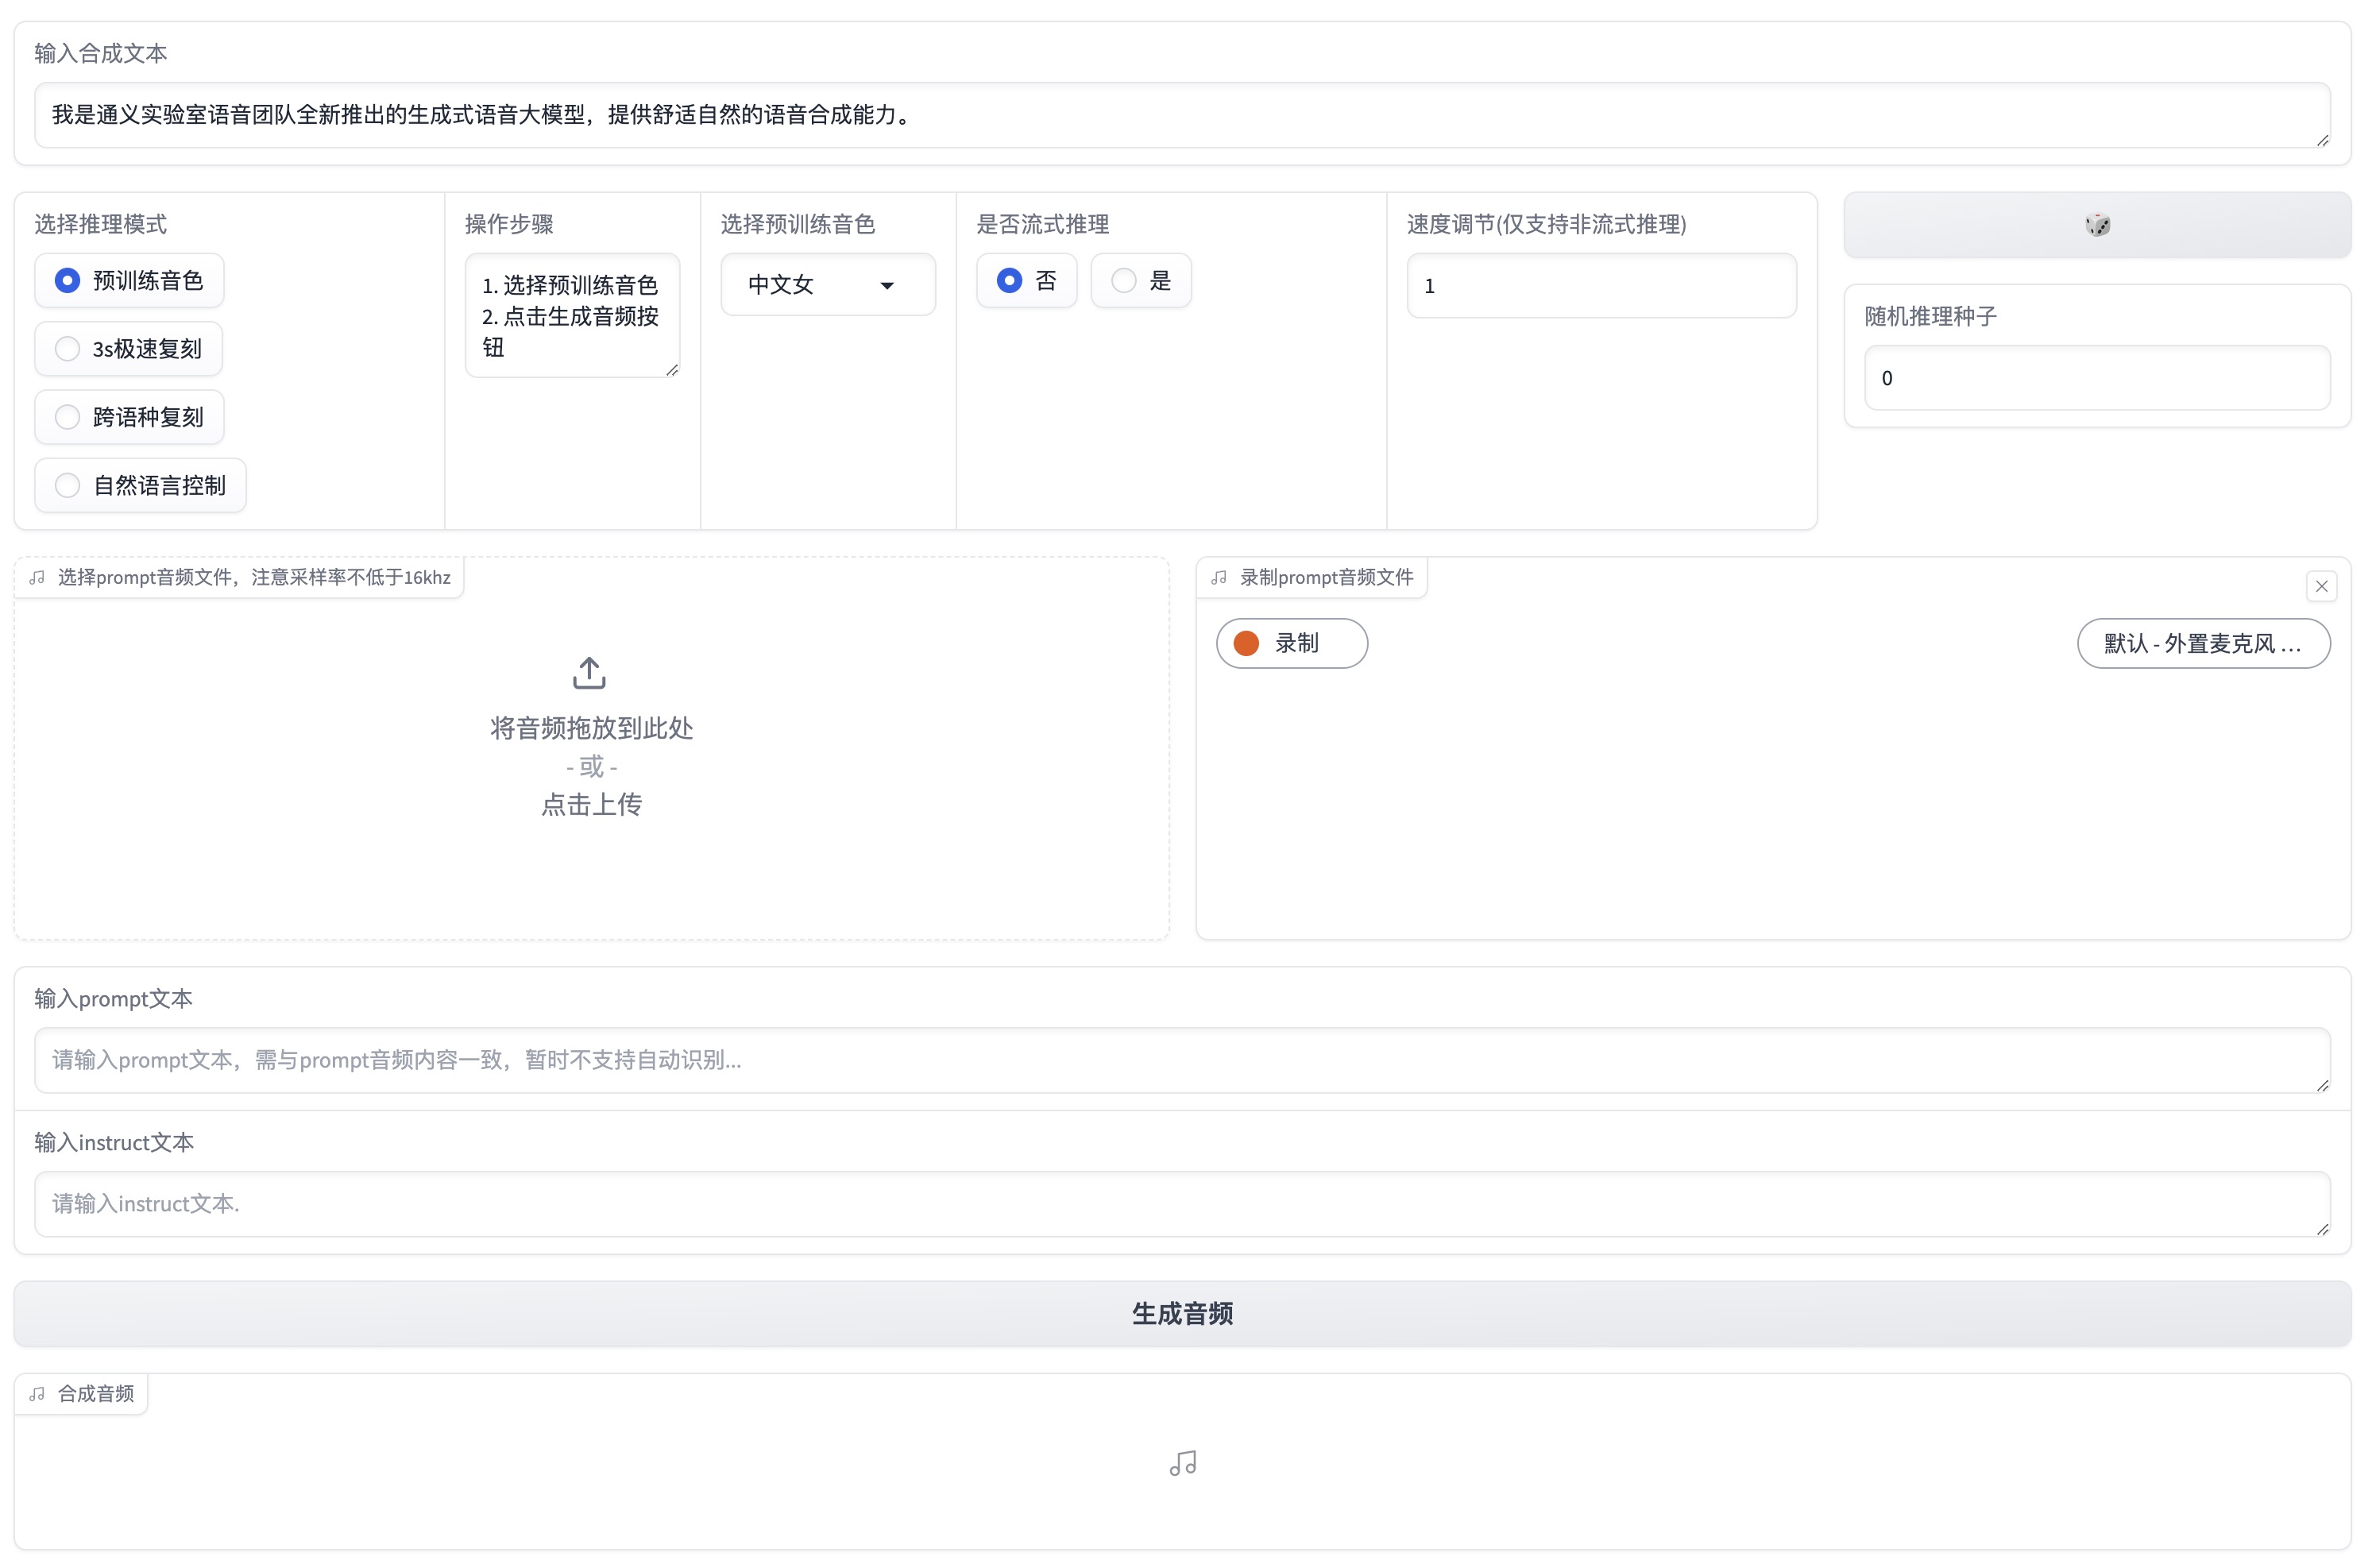 输入合成文本
我是通义实验室语音团队全新推出的生成式语音大模型，提供舒适自然的语音合成能力。
选择推理模式
预训练音色
3s极速复刻
跨语种复刻
自然语言控制
操作步骤
1. 选择预训练音色
2. 点击生成音频按
钮
选择预训练音色
中文女
是否流式推理
否
是
速度调节(仅支持非流式推理)
1
随机推理种子
0
选择prompt音频文件，注意采样率不低于16khz
将音频拖放到此处
- 或 -
点击上传
录制prompt音频文件
录制
默认 - 外置麦克风 ...
输入prompt文本
请输入prompt文本，需与prompt音频内容一致，暂时不支持自动识别...
输入instruct文本
请输入instruct文本.
生成音频
合成音频